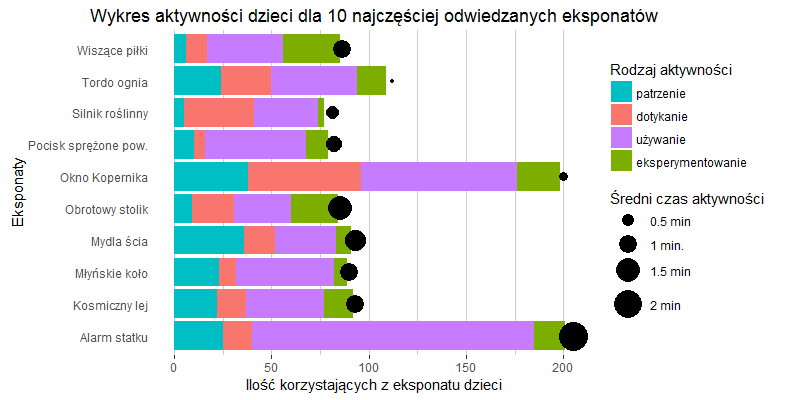 Wykres aktywności dzieci dla 10 najczęściej odwiedzanych eksponatów
Eksponaty
Wiszące piłki
Tordo ognia
Silnik roślinny
Pocisk sprężone pow.
Okno Kopernika
Obrotowy stolik
Mydla ścia
Młyńskie koło
Kosmiczny lej
Alarm statku
0 50 100 150 200
Ilość korzystających z eksponatu dzieci
Rodzaj aktywności
patrzenie
dotykanie
używanie
eksperymentowanie
Średni czas aktywności
0.5 min
1 min.
1.5 min
2 min